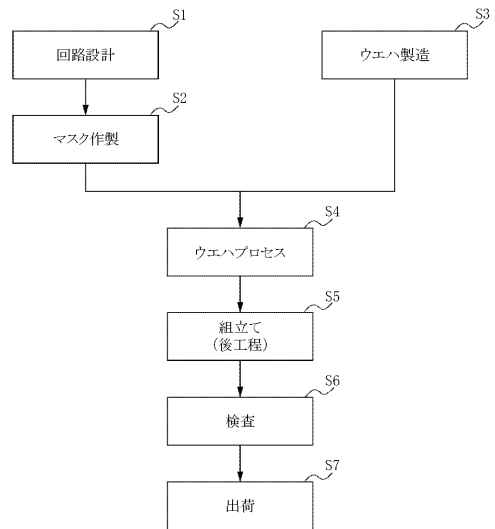 S1
回路設計
S2
マスク作製
S3
ウエハ製造
S4
ウエハプロセス
S5
組立て
(後工程)
S6
検査
S7
出荷